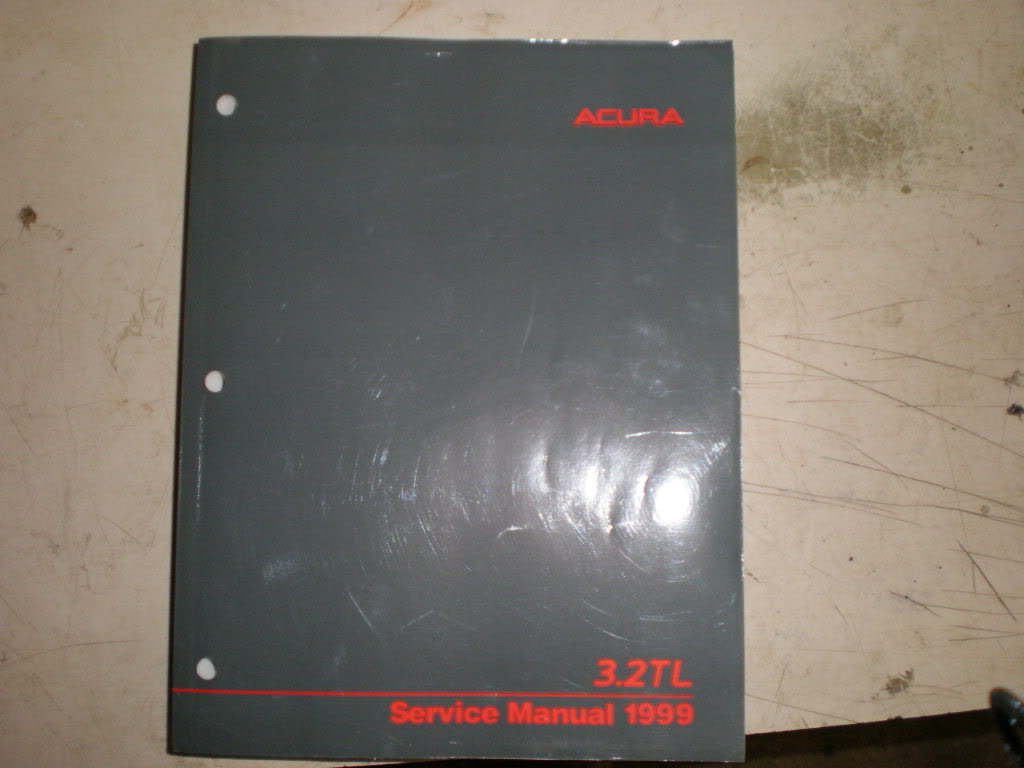 ACURA
3.2TL
Service Manual 1999